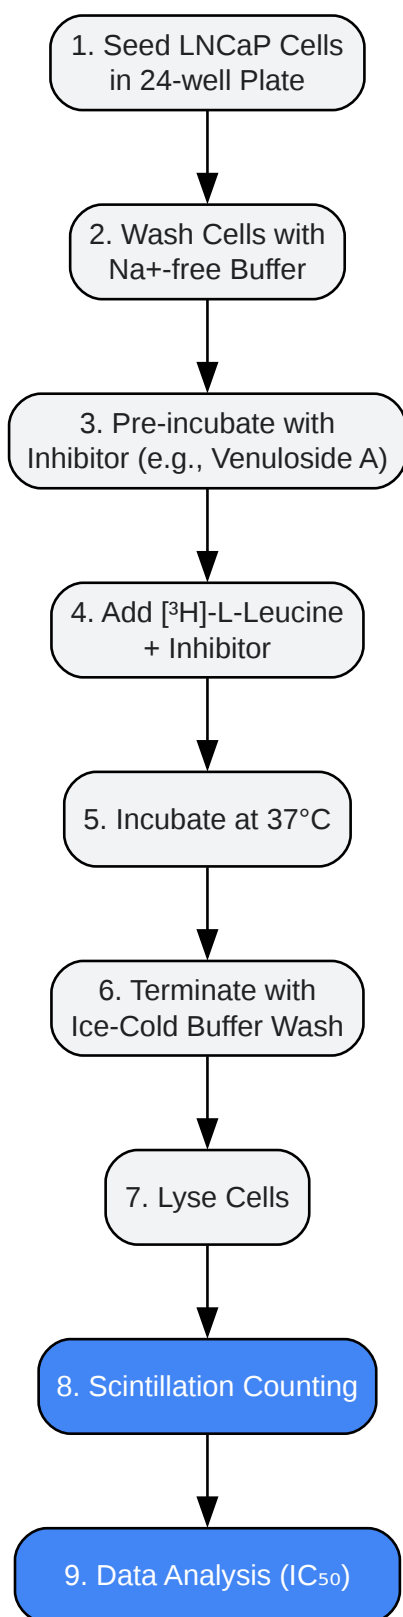 1. Seed LNCaP Cells
in 24-well Plate
2. Wash Cells with
Na+-free Buffer
3. Pre-incubate with
Inhibitor (e.g., Venuloside A)
4. Add [³H]-L-Leucine
+ Inhibitor
5. Incubate at 37°C
6. Terminate with
Ice-Cold Buffer Wash
7. Lyse Cells
8. Scintillation Counting
9. Data Analysis (IC₅₀)